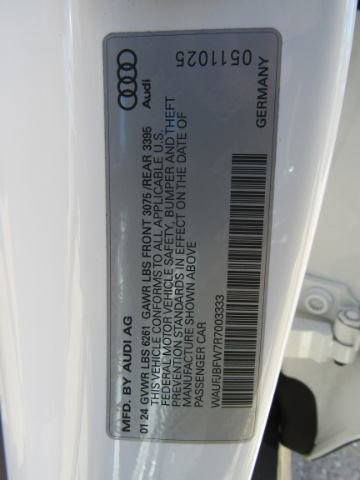 Audi
0511025
MFD. BY AUDI AG
GERMANY
01 24 GVWR LBS 6261 GAWR LBS FRONT 3075 /REAR 3395
THIS VEHICLE CONFORMS TO ALL APPLICABLE U.S.
FEDERAL MOTOR VEHICLE SAFETY, BUMPER AND THEFT
PREVENTION STANDARDS IN EFFECT ON THE DATE OF
MANUFACTURE SHOWN ABOVE.
PASSENGER CAR
WAUFJBFW7R7003333